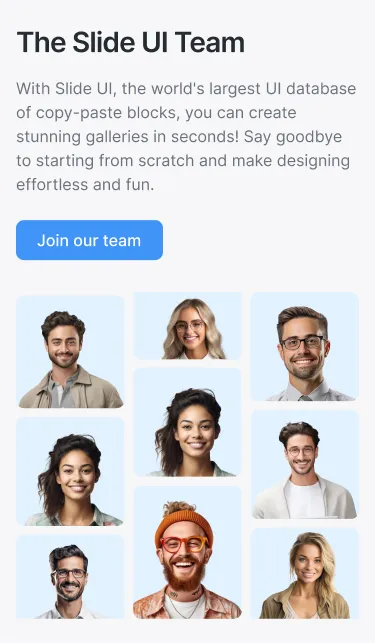 The Slide UI Team
With Slide UI, the world's largest UI database
of copy-paste blocks, you can create
stunning galleries in seconds! Say goodbye
to starting from scratch and make designing
effortless and fun.
Join our team